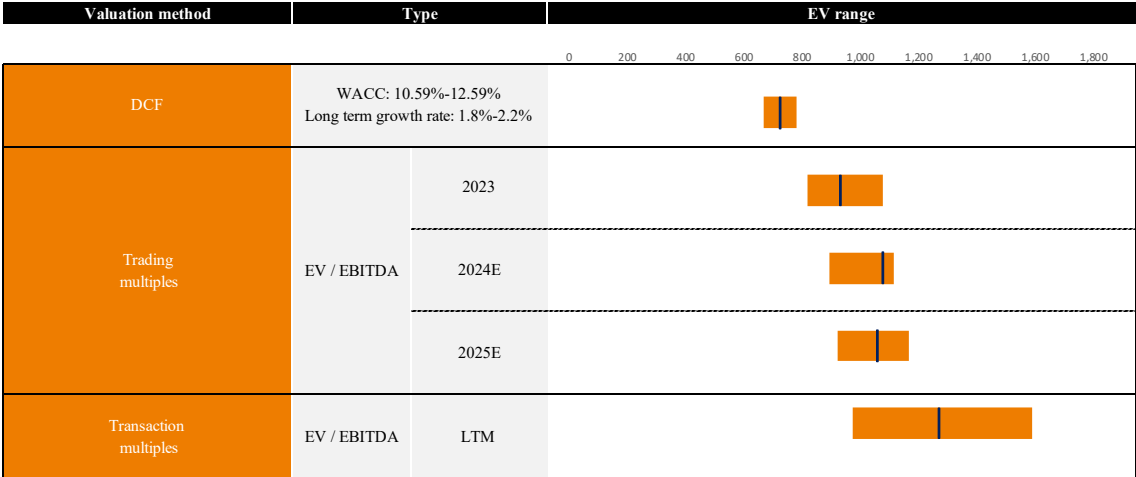 Valuation method Type EV range
0 200 400 600 800 1,000 1,200 1,400 1,600 1,800
DCF
WACC: 10.59%-12.59%
Long term growth rate: 1.8%-2.2%
Trading
multiples
EV / EBITDA
2023
2024E
2025E
Transaction
multiples
EV / EBITDA
LTM